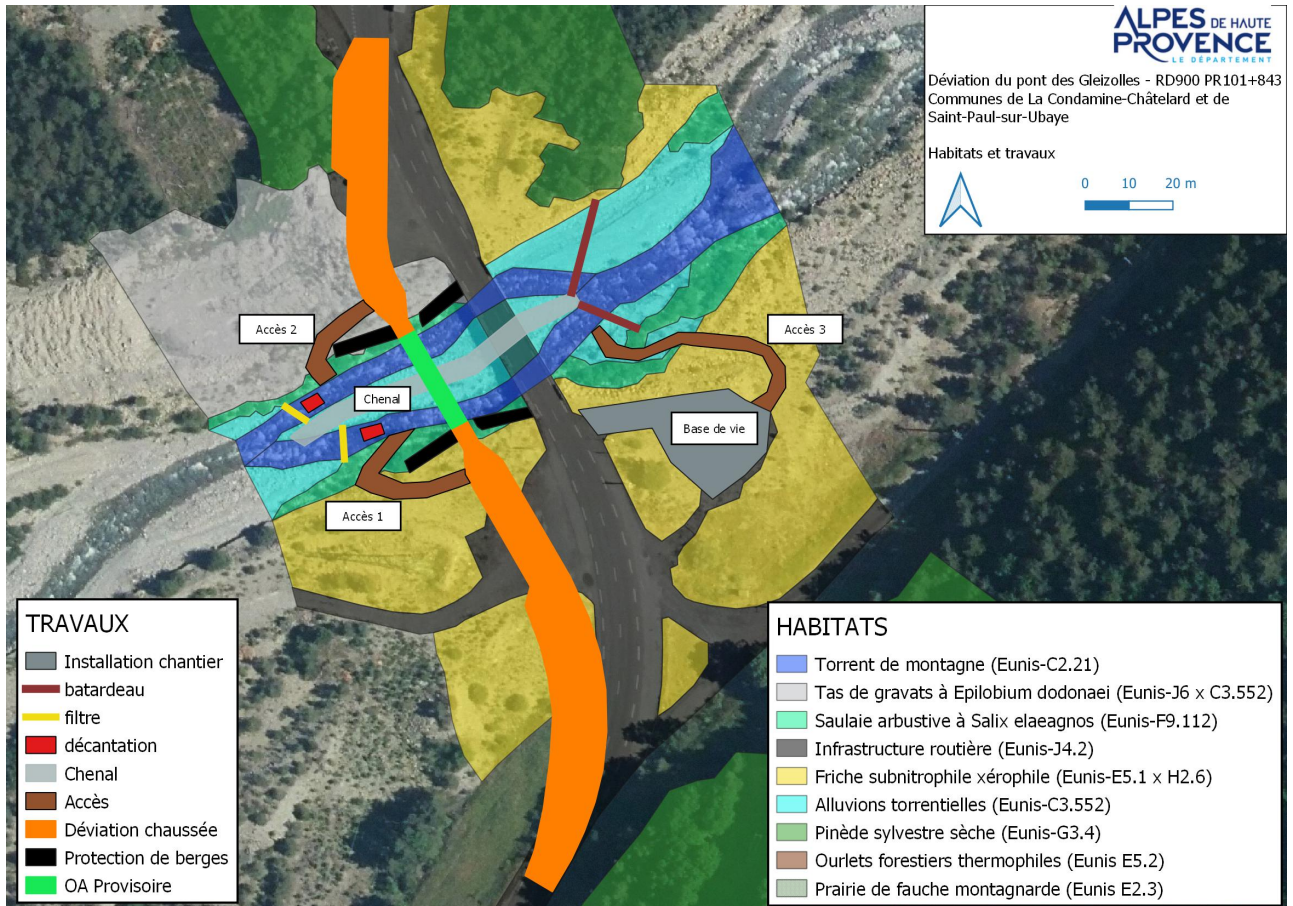 ALPES DE HAUTE
PROVENCE
LE DÉPARTEMENT
Déviation du pont des Gleizolles - RD900 PR101+843
Communes de La Condamine-Châtelard et de
Saint-Paul-sur-Ubaye
Habitats et travaux
0 10 20 m
Accès 2
Accès 3
Chenal
Base de vie
Accès 1
TRAVAUX
Installation chantier
batardeau
filtre
décantation
Chenal
Accès
Déviation chaussée
Protection de berges
OA Provisoire
HABITATS
Torrent de montagne (Eunis-C2.21)
Tas de gravats à Epilobium dodonaei (Eunis-J6 x C3.552)
Saulaie arbustive à Salix elaeagnos (Eunis-F9.112)
Infrastructure routière (Eunis-J4.2)
Friche subnitrophile xérophile (Eunis-E5.1 x H2.6)
Alluvions torrentielles (Eunis-C3.552)
Pinède sylvestre sèche (Eunis-G3.4)
Ourlets forestiers thermophiles (Eunis E5.2)
Prairie de fauche montagnarde (Eunis E2.3)